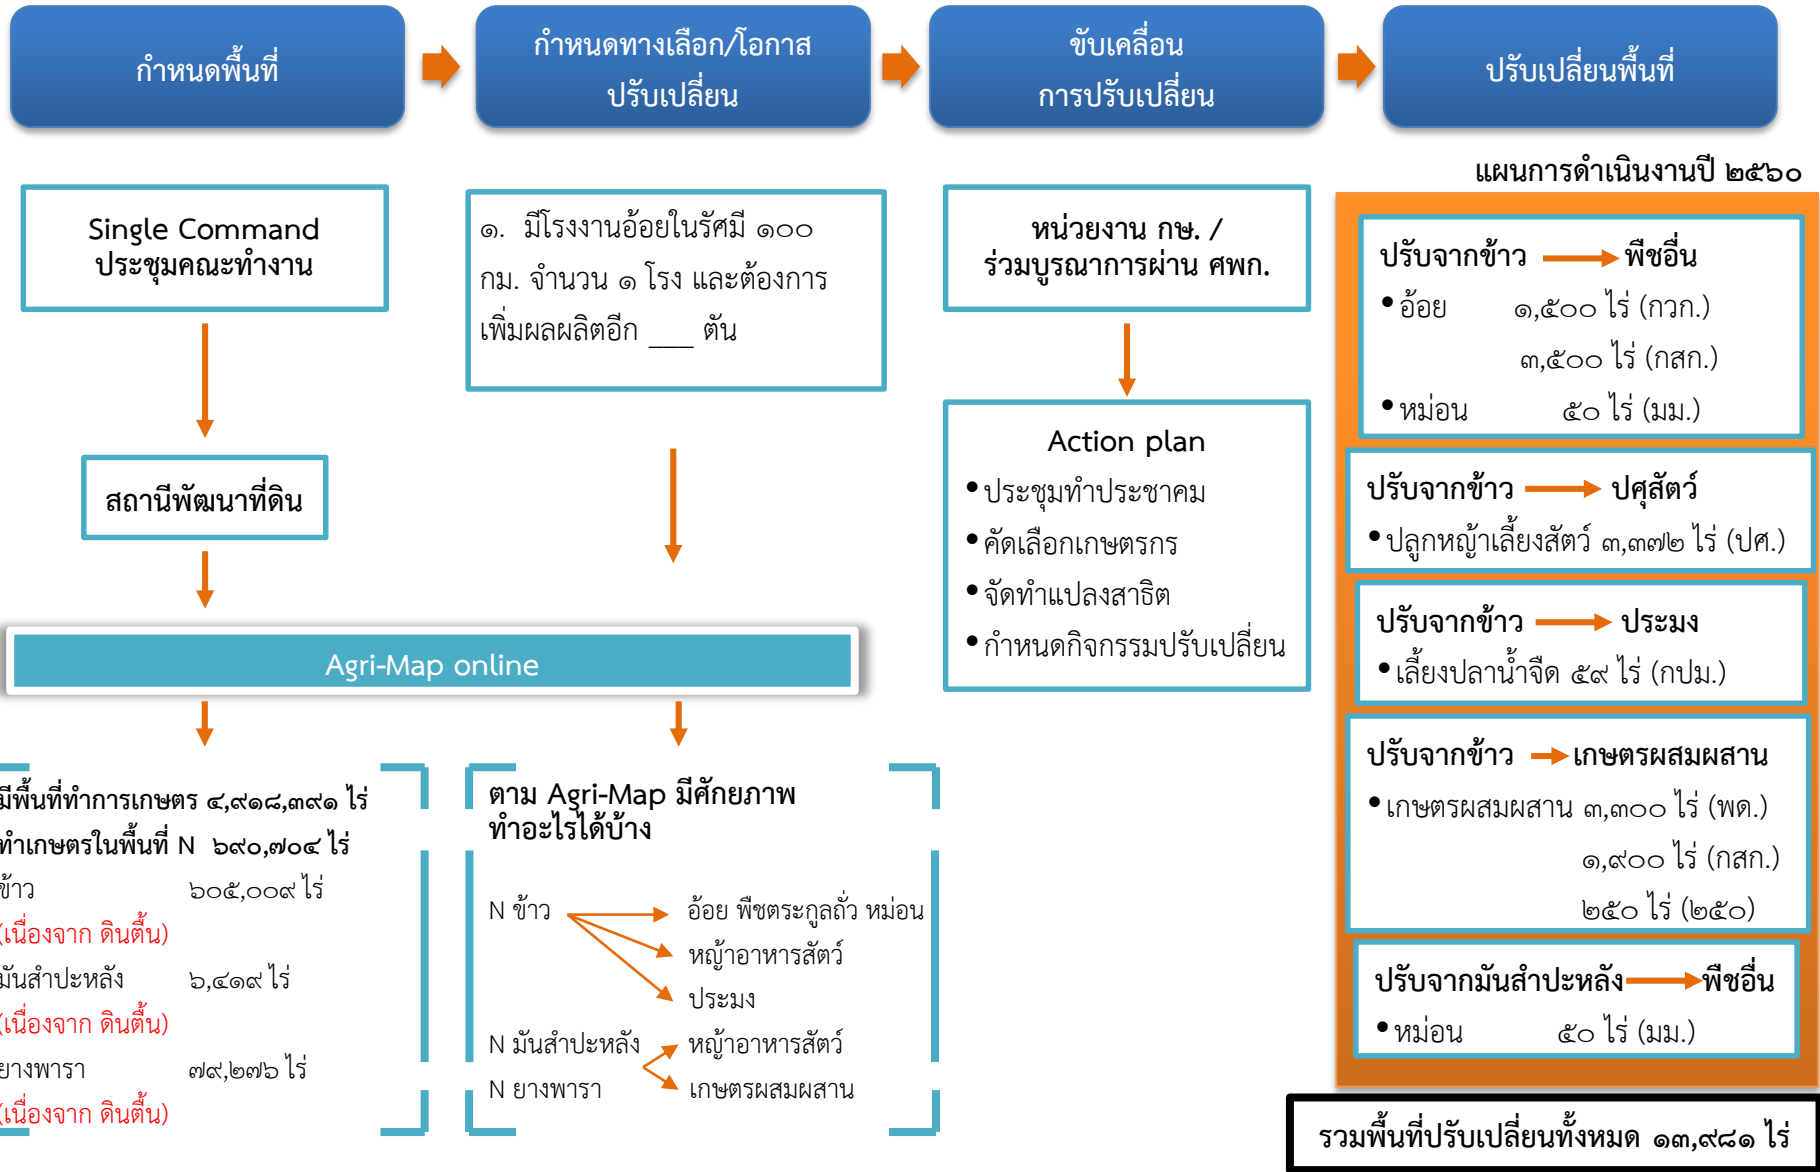 กำหนดพื้นที่
กำหนดทางเลือก/โอกาส
ปรับเปลี่ยน
ขับเคลื่อน
การปรับเปลี่ยน
ปรับเปลี่ยนพื้นที่
Single Command
ประชุมคณะทำงาน
สถานีพัฒนาที่ดิน
๑. มีโรงงานอ้อยในรัศมี ๑๐๐
กม. จำนวน ๑ โรง และต้องการ
เพิ่มผลผลิตอีก ___ ตัน
Agri-Map online
มีพื้นที่ทำการเกษตร ๔,๙๑๘,๓๙๑ ไร่
ทำเกษตรในพื้นที่ N ๖๙๐,๗๐๔ ไร่
ข้าว ๖๐๕,๐๐๙ ไร่
(เนื่องจาก ดินตื้น)
มันสำปะหลัง ๖,๔๑๙ ไร่
(เนื่องจาก ดินตื้น)
ยางพารา ๗๙,๒๗๖ ไร่
(เนื่องจาก ดินตื้น)
ตาม Agri-Map มีศักยภาพ
ทำอะไรได้บ้าง
N ข้าว อ้อย พืชตระกูลถั่ว หม่อน
หญ้าอาหารสัตว์
ประมง
N มันสำปะหลัง หญ้าอาหารสัตว์
N ยางพารา เกษตรผสมผสาน
หน่วยงาน กษ. /
ร่วมบูรณาการผ่าน ศพก.
Action plan
•ประชุมทำประชาคม
•คัดเลือกเกษตรกร
•จัดทำแปลงสาธิต
•กำหนดกิจกรรมปรับเปลี่ยน
แผนการดำเนินงานปี ๒๕๖๐
ปรับจากข้าว พืชอื่น
•อ้อย ๑,๕๐๐ ไร่ (กวก.)
๓,๕๐๐ ไร่ (กสก.)
•หม่อน ๕๐ ไร่ (มม.)
ปรับจากข้าว ปศุสัตว์
•ปลูกหญ้าเลี้ยงสัตว์ ๓,๓๗๒ ไร่ (ปศ.)
ปรับจากข้าว ประมง
•เลี้ยงปลาน้ำจืด ๕๙ ไร่ (กปม.)
ปรับจากข้าว เกษตรผสมผสาน
•เกษตรผสมผสาน ๓,๓๐๐ ไร่ (พด.)
๑,๙๐๐ ไร่ (กสก.)
๒๕๐ ไร่ (๒๕๐)
ปรับจากมันสำปะหลัง พืชอื่น
•หม่อน ๕๐ ไร่ (มม.)
รวมพื้นที่ปรับเปลี่ยนทั้งหมด ๑๓,๙๘๑ ไร่